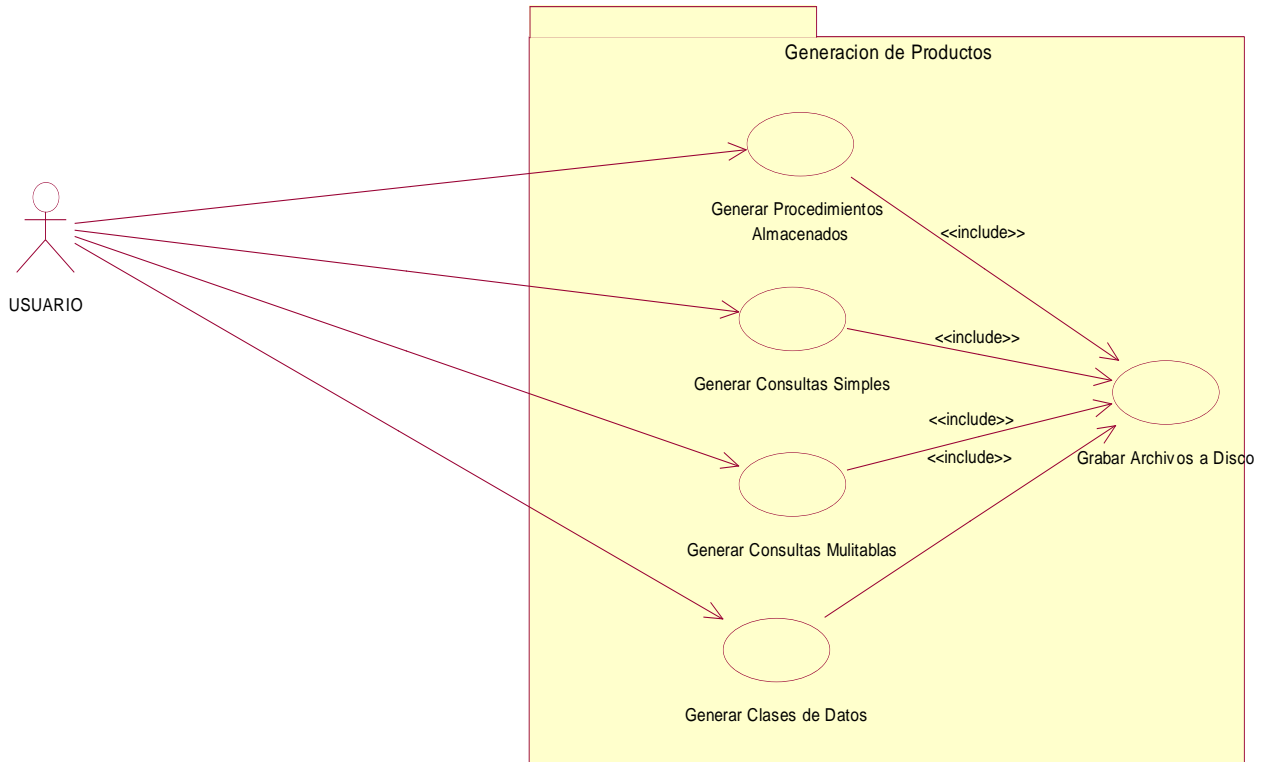 Generacion de Productos
Generar Procedimientos
Almacenados
<<include>>
USUARIO
<<include>>
Generar Consultas Simples
<<include>>
<<include>>
Grabar Archivos a Disco
Generar Consultas Mulitablas
Generar Clases de Datos